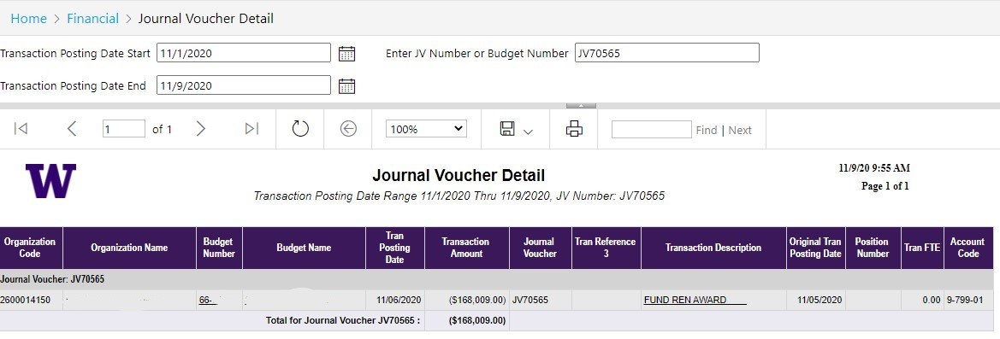 Home > Financial > Journal Voucher Detail
Transaction Posting Date Start 11/1/2020 Enter JV Number or Budget Number JV70565
Transaction Posting Date End 11/9/2020
1 of 1 100% Find | Next
W
Journal Voucher Detail
Transaction Posting Date Range 11/1/2020 Thru 11/9/2020, JV Number: JV70565
11/9/20 9:55 AM
Page 1 of 1
Organization Code Organization Name Budget Number Budget Name Tran Posting Date Transaction Amount Journal Voucher Tran Reference 3 Transaction Description Original Tran Posting Date Position Number Tran FTE Account Code
Journal Voucher: JV70565
2600014150 66- 11/06/2020 ($168,009.00) JV70565 FUND REN AWARD 11/05/2020 0.00 9-799-01
Total for Journal Voucher JV70565 : ($168,009.00)